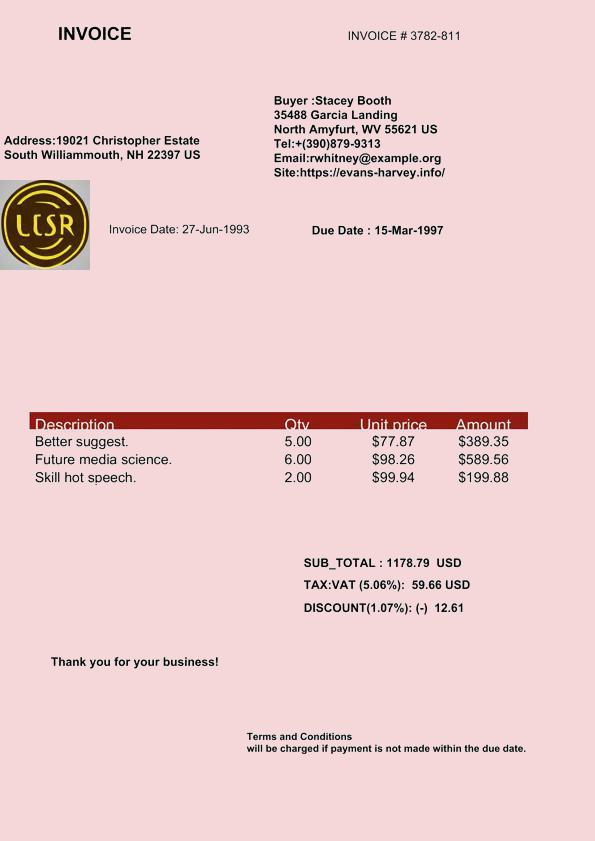 INVOICE
INVOICE # 3782-811
Buyer :Stacey Booth
35488 Garcia Landing
North Amyfurt, WV 55621 US
Tel:+(390)879-9313
Email:rwhitney@example.org
Site:https://evans-harvey.info/
Address:19021 Christopher Estate
South Williammouth, NH 22397 US
LCSR
Invoice Date: 27-Jun-1993
Due Date : 15-Mar-1997
Description Qty Unit price Amount
Better suggest. 5.00 $77.87 $389.35
Future media science. 6.00 $98.26 $589.56
Skill hot speech. 2.00 $99.94 $199.88
SUB_TOTAL : 1178.79 USD
TAX:VAT (5.06%): 59.66 USD
DISCOUNT(1.07%): (-) 12.61
Thank you for your business!
Terms and Conditions
will be charged if payment is not made within the due date.